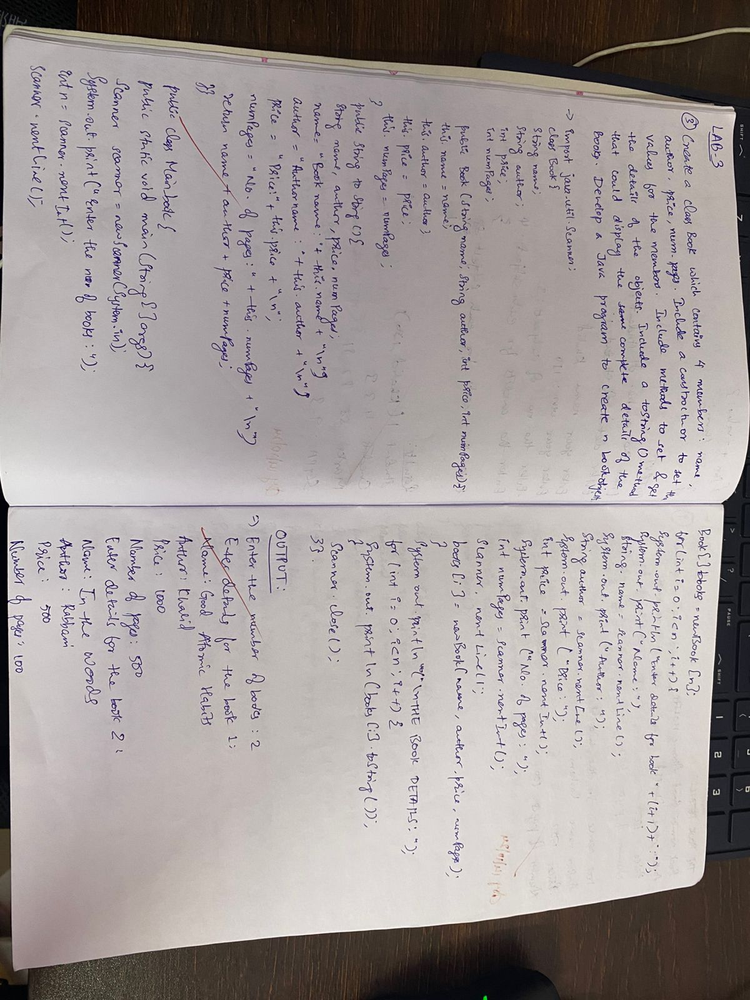 LAB-3
③ Create a class Book which contains 4 members: name,
author, price, num-pages. Include a constructor to set the
values for the members. Include methods to set & get
the details of the objects. Include a toString() method
that could display the complete details of the
books. Develop a Java program to create n book objects
→ import java.util.Scanner;
class Book {
String name;
String author;
int price;
int numPages;
public Book (String name, String author, int price, int numPages) {
this.name = name;
this.author = author;
this.price = price;
this.numPages = numPages;
}
public String to String () {
String name, author, price, numPages;
name = "Book name: "+ this.name + "\n";
author = "Author name: "+ this.author + "\n";
price = "Price:" + this.price + "\n";
numPages = "No. of pages: " + this.numPages + "\n";
return name + author + price + numPages;
}}
public class Mainbook {
public static void main (String [] args) {
Scanner scanner = new Scanner(System.in);
System.out.print ("Enter the no of books: ");
int n = Scanner.nextInt();
Scanner.nextLine();
Book[] books = new Book [n];
for(int i = 0; i<n; i++) {
System.out.println ("Enter details for book " + (i+1) + ":");
System.out.print ("Name: ");
String name = scanner.nextLine();
System.out.print ("Author: ");
String author = scanner.nextLine();
System.out.print ("Price: ");
int price = scanner.nextInt();
System.out.print ("No. of pages: ");
int numPages = scanner.nextInt();
Scanner.nextLine();
books [i] = new Book( name, author, price, numPages);
}
System.out.println ("\nTHE BOOK DETAILS: ");
for (int i = 0; i<n; i++) {
System.out.println (books [i].toString());
}
Scanner.close();
}}.
OUTPUT:
=> Enter the number of books: 2
Enter details for the book 1:
Name: Good Atomic Habits
Author: Khalid
Price: 1000
Number of pages: 500
Enter details for the book 2:
Name: In the Woods
Author: Rabbani
Price: 500
Number of pages: 100